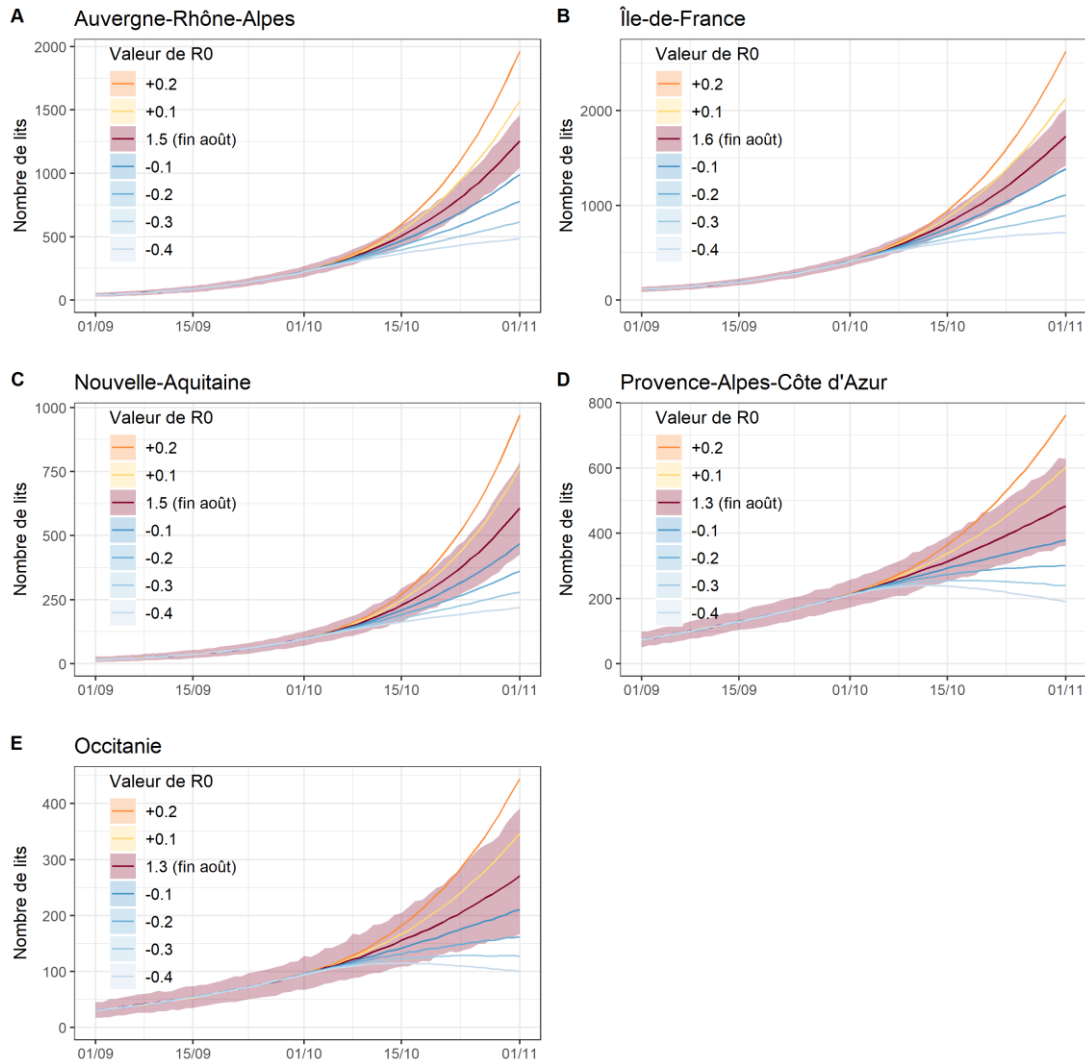 A Auvergne-Rhône-Alpes
Nombre de lits
2000
1500
1000
500
0
Valeur de R0
+0.2
+0.1
1.5 (fin août)
-0.1
-0.2
-0.3
-0.4
01/09 15/09 01/10 15/10 01/11
B Île-de-France
Nombre de lits
2000
1000
0
Valeur de R0
+0.2
+0.1
1.6 (fin août)
-0.1
-0.2
-0.3
-0.4
01/09 15/09 01/10 15/10 01/11
C Nouvelle-Aquitaine
Nombre de lits
1000
750
500
250
0
Valeur de R0
+0.2
+0.1
1.5 (fin août)
-0.1
-0.2
-0.3
-0.4
01/09 15/09 01/10 15/10 01/11
D Provence-Alpes-Côte d'Azur
Nombre de lits
800
600
400
200
0
Valeur de R0
+0.2
+0.1
1.3 (fin août)
-0.1
-0.2
-0.3
-0.4
01/09 15/09 01/10 15/10 01/11
E Occitanie
Nombre de lits
400
300
200
100
0
Valeur de R0
+0.2
+0.1
1.3 (fin août)
-0.1
-0.2
-0.3
-0.4
01/09 15/09 01/10 15/10 01/11